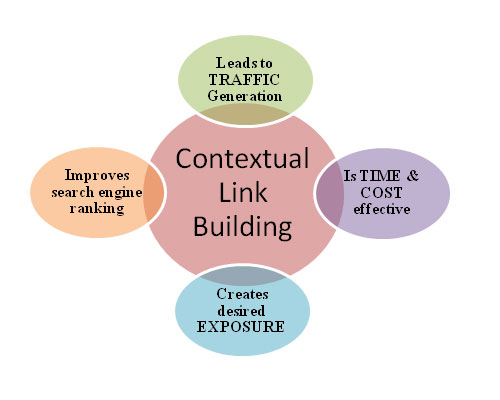 Leads to
TRAFFIC
Generation
Contextual
Link
Building
Improves
search engine
ranking
Is TIME &
COST
effective
Creates
desired
EXPOSURE